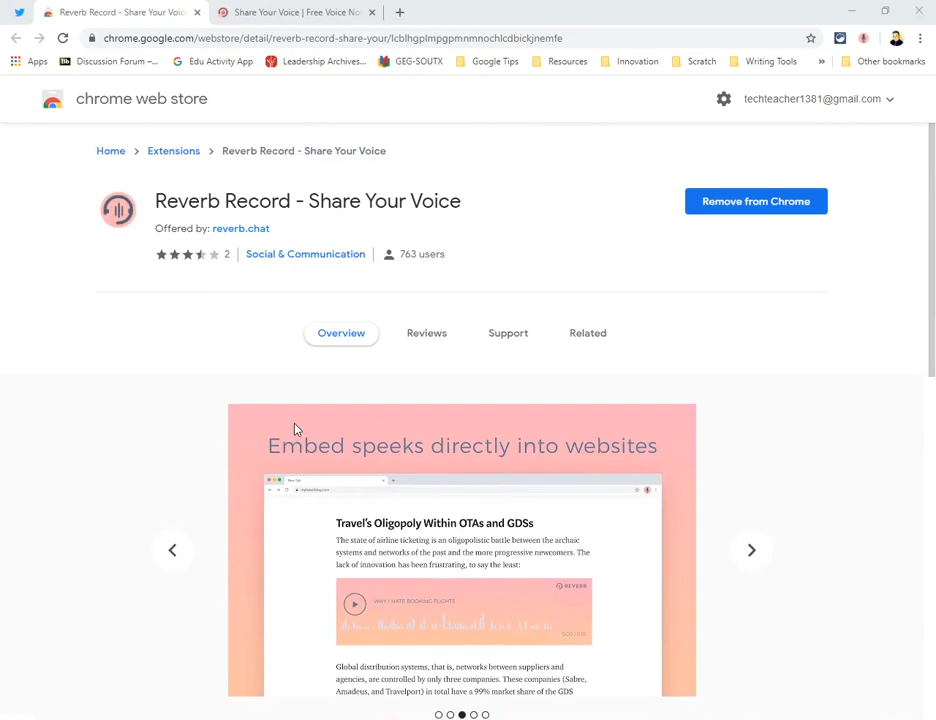 Reverb Record - Share Your Voic
Share Your Voice | Free Voice No
chrome.google.com/webstore/detail/reverb-record-share-your/lcblhgplmpgpmnmnochlcdbickjnemfe
Apps
Discussion Forum –...
Edu Activity App
Leadership Archives...
GEG-SOUTX
Google Tips
Resources
Innovation
Scratch
Writing Tools
»
Other bookmarks
chrome web store
techteacher1381@gmail.com
Home > Extensions > Reverb Record - Share Your Voice
Reverb Record - Share Your Voice
Remove from Chrome
Offered by: reverb.chat
2 | Social & Communication | 763 users
Overview
Reviews
Support
Related
Embed speeks directly into websites
New Tab
Travel's Oligopoly Within OTAs and GDSs
The state of airline ticketing is an oligopolistic battle between the archaic
systems and networks of the past and the more progressive newcomers. The
lack of innovation has been frustrating, to say the least:
REVERB
WHY I HATE BOOKING FLIGHTS
Global distribution systems, that is, networks between suppliers and
agencies, are controlled by only three companies. These companies (Sabre,
Amadeus, and Travelport) in total have a 99% market share of the GDS